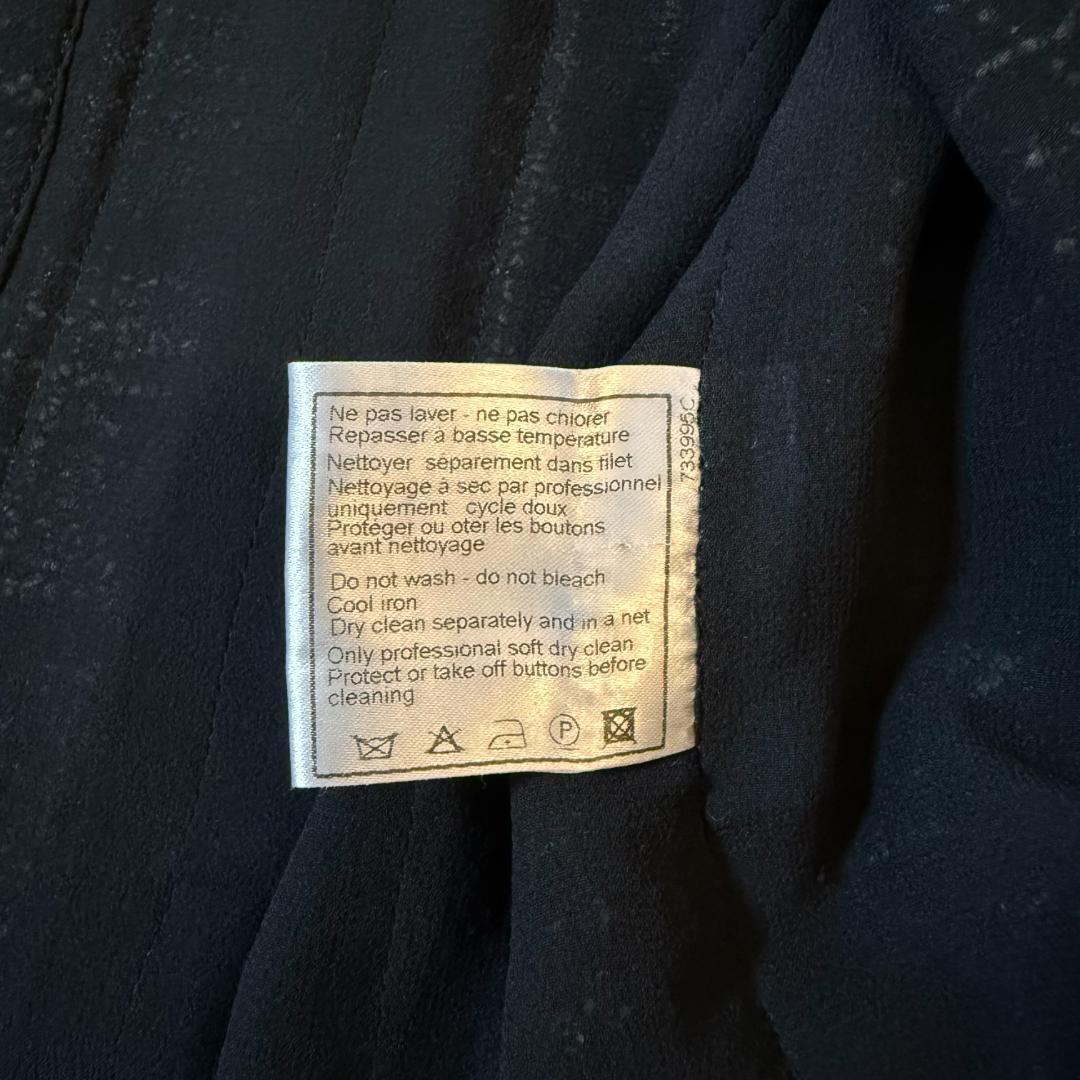 Ne pas laver - ne pas chlorer
Repasser à basse température
Nettoyer séparement dans filet
Nettoyage à sec par professionnel
uniquement cycle doux
Protéger ou oter les boutons
avant nettoyage
Do not wash - do not bleach
Cool iron
Dry clean separately and in a net
Only professional soft dry clean
Protect or take off buttons before
cleaning
P
733995C